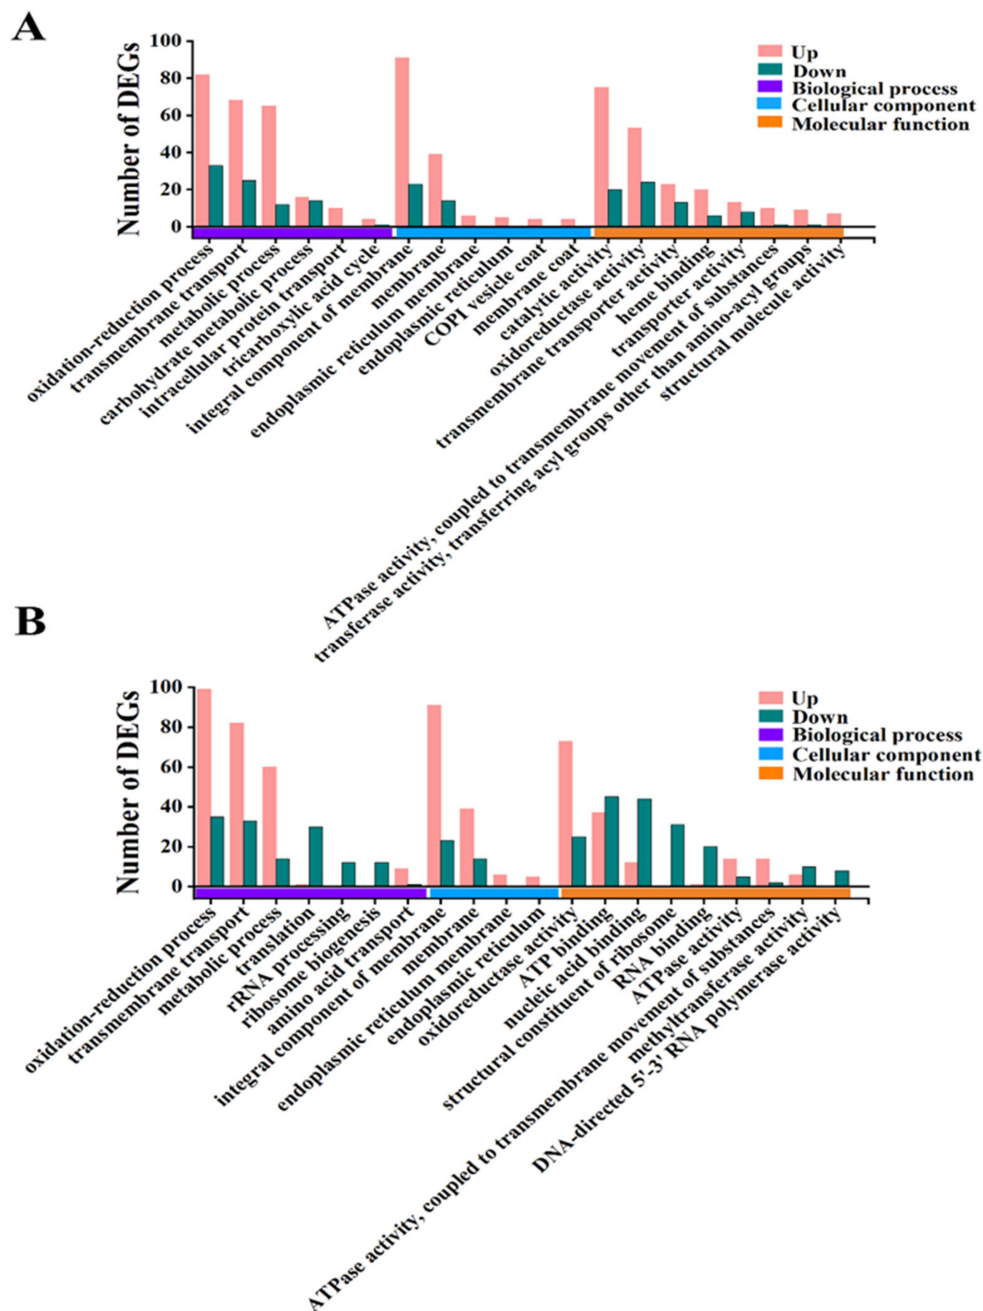 A
Number of DEGs
100
80
60
40
20
0
Up
Down
Biological process
Cellular component
Molecular function
oxidation-reduction process
transmembrane transport
metabolic process
carbohydrate metabolic process
intracellular protein transport
tricarboxylic acid cycle
integral component of membrane
membrane
endoplasmic reticulum membrane
endoplasmic reticulum
COPI vesicle coat
membrane coat
catalytic activity
oxidoreductase activity
transmembrane transporter activity
heme binding
transporter activity
ATPase activity, coupled to transmembrane movement of substances
transferase activity, transferring acyl groups other than amino-acyl groups
structural molecule activity
B
Number of DEGs
100
80
60
40
20
0
Up
Down
Biological process
Cellular component
Molecular function
oxidation-reduction process
transmembrane transport
metabolic process
translation
rRNA processing
ribosome biogenesis
amino acid transport
integral component of membrane
membrane
endoplasmic reticulum membrane
endoplasmic reticulum
oxidoreductase activity
ATP binding
nucleic acid binding
structural constituent of ribosome
RNA binding
ATPase activity
ATPase activity, coupled to transmembrane movement of substances
methyltransferase activity
DNA-directed 5'-3' RNA polymerase activity